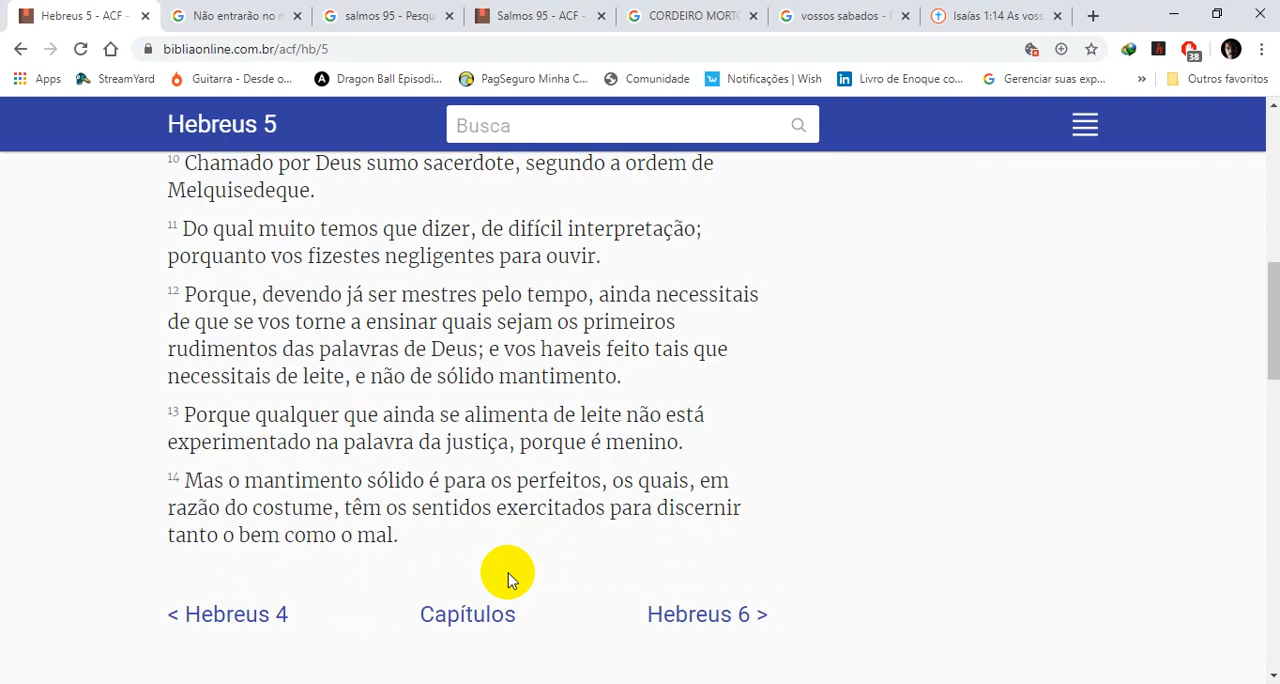 Hebreus 5 - ACF -
Não entrarão no m
salmos 95 - Pesqu
Salmos 95 - ACF -
CORDEIRO MORTO
vossos sabados - P
Isaías 1:14 As voss
bibliaonline.com.br/acf/hb/5
38
Apps
StreamYard
Guitarra - Desde o...
Dragon Ball Episodi...
PagSeguro Minha C...
Comunidade
Notificações | Wish
Livro de Enoque co...
Gerenciar suas exp...
»
Outros favoritos
Hebreus 5
Busca
10 Chamado por Deus sumo sacerdote, segundo a ordem de
Melquisedeque.
11 Do qual muito temos que dizer, de difícil interpretação;
porquanto vos fizestes negligentes para ouvir.
12 Porque, devendo já ser mestres pelo tempo, ainda necessitais
de que se vos torne a ensinar quais sejam os primeiros
rudimentos das palavras de Deus; e vos haveis feito tais que
necessitais de leite, e não de sólido mantimento.
13 Porque qualquer que ainda se alimenta de leite não está
experimentado na palavra da justiça, porque é menino.
14 Mas o mantimento sólido é para os perfeitos, os quais, em
razão do costume, têm os sentidos exercitados para discernir
tanto o bem como o mal.
< Hebreus 4
Capítulos
Hebreus 6 >